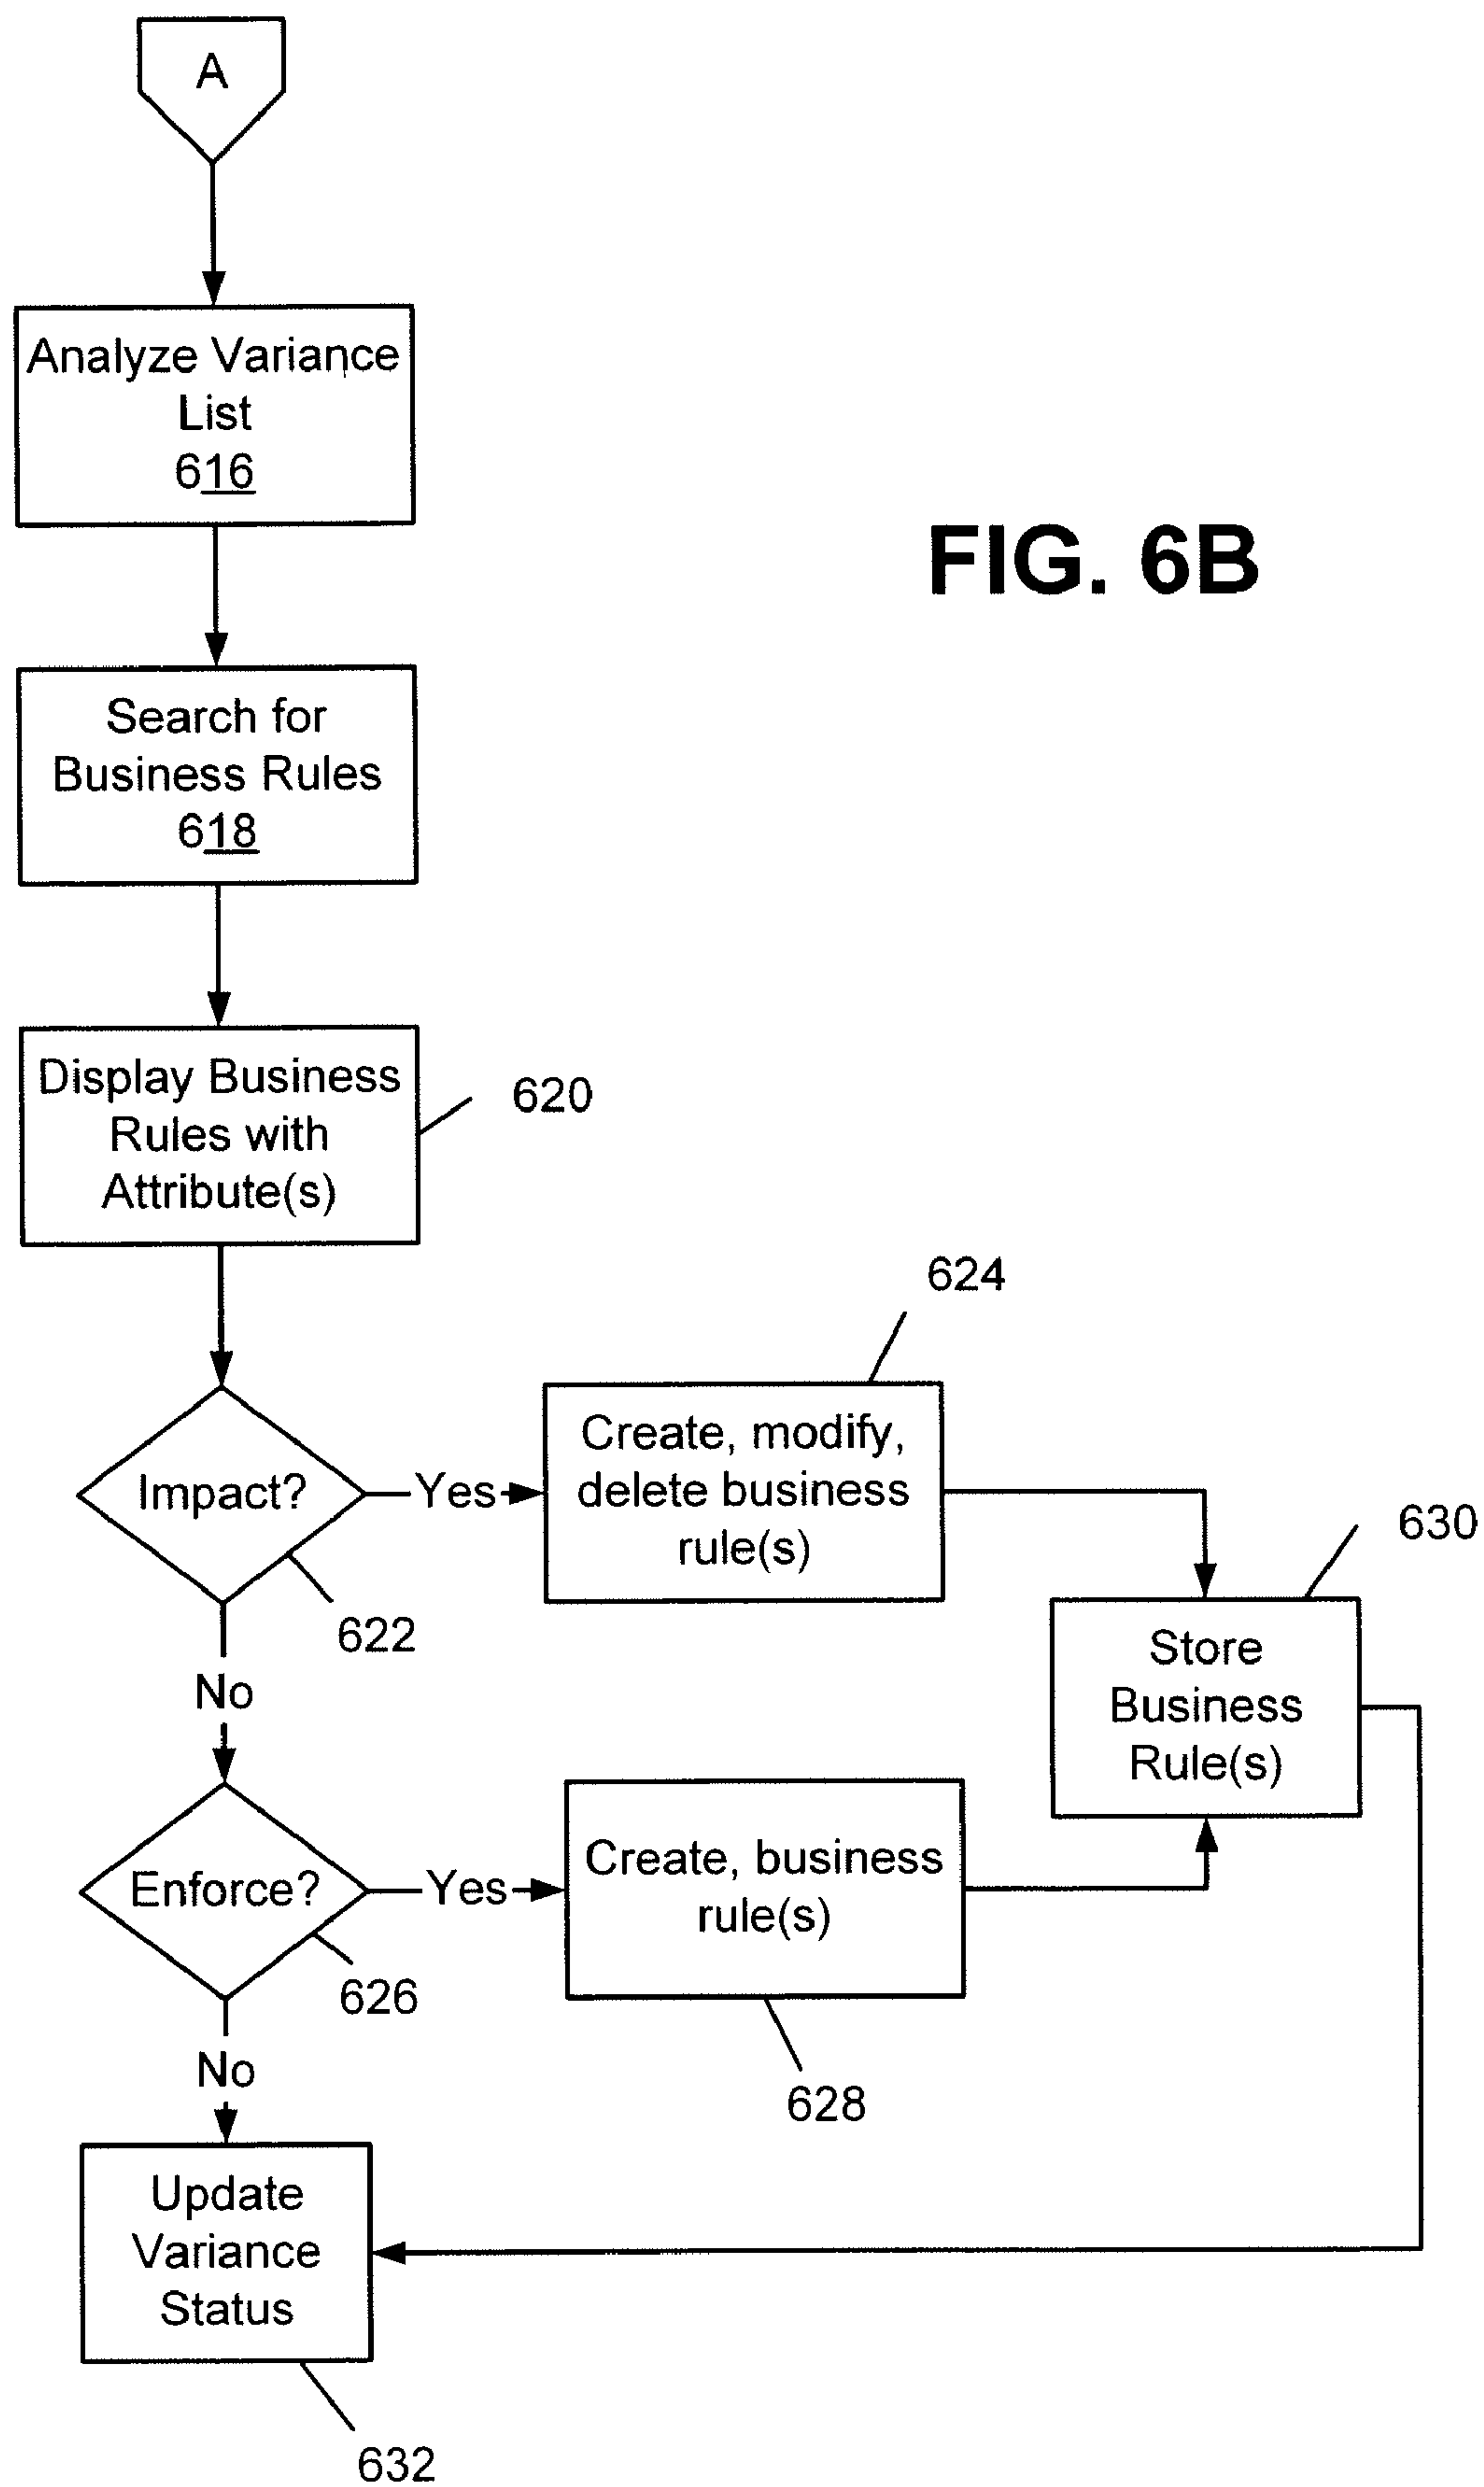 A
Analyze Variance
List
616
FIG. 6B
Search for
Business Rules
618
Display Business
Rules with
Attribute(s)
620
624
Impact?
Yes
Create, modify,
delete business
rule(s)
622
630
No
Store
Business
Rule(s)
Enforce?
Yes
Create, business
rule(s)
626
No
628
Update
Variance
Status
632